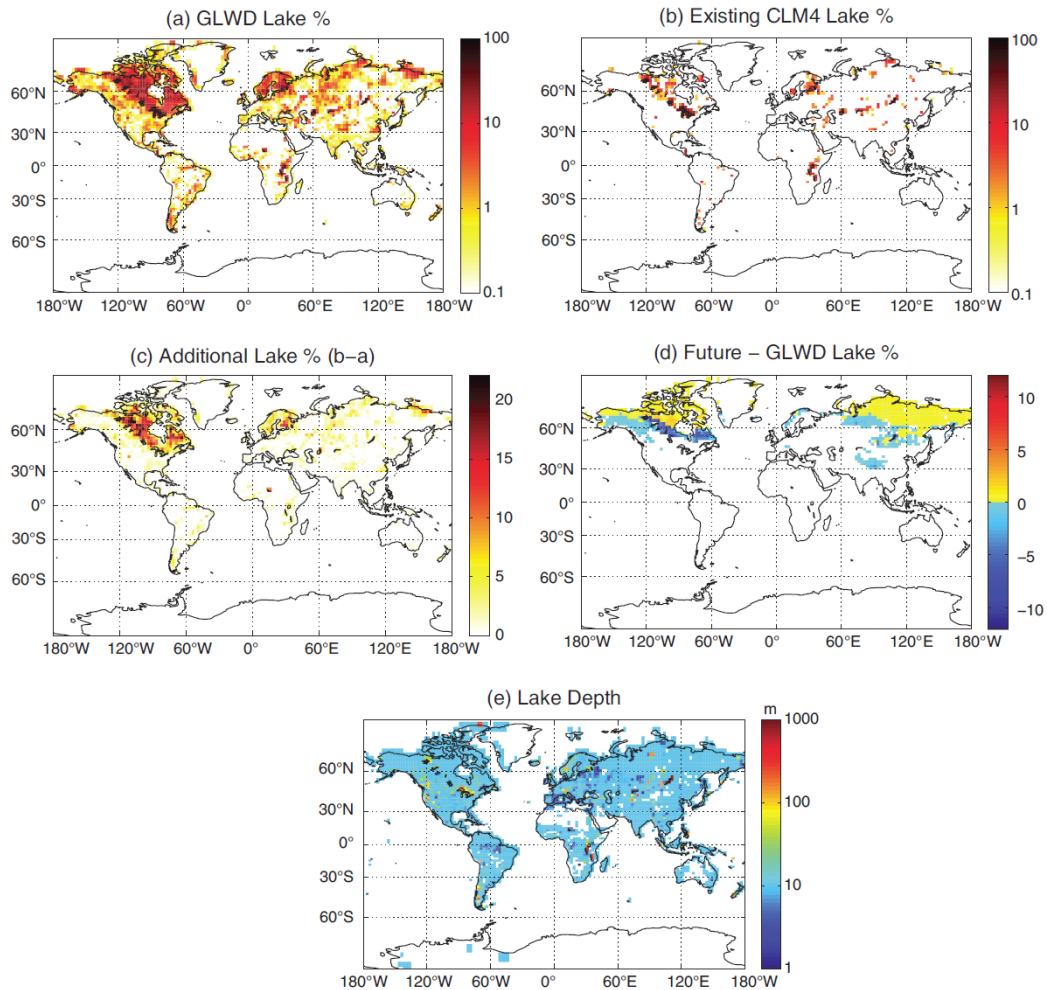 (a) GLWD Lake %
60°N
30°N
0°
30°S
60°S
180°W 120°W 60°W 0° 60°E 120°E 180°W
100
10
1
0.1
(b) Existing CLM4 Lake %
60°N
30°N
0°
30°S
60°S
180°W 120°W 60°W 0° 60°E 120°E 180°W
100
10
1
0.1
(c) Additional Lake % (b−a)
60°N
30°N
0°
30°S
60°S
180°W 120°W 60°W 0° 60°E 120°E 180°W
20
15
10
5
0
(d) Future − GLWD Lake %
60°N
30°N
0°
30°S
60°S
180°W 120°W 60°W 0° 60°E 120°E 180°W
10
5
0
−5
−10
(e) Lake Depth
60°N
30°N
0°
30°S
60°S
180°W 120°W 60°W 0° 60°E 120°E 180°W
m
1000
100
10
1